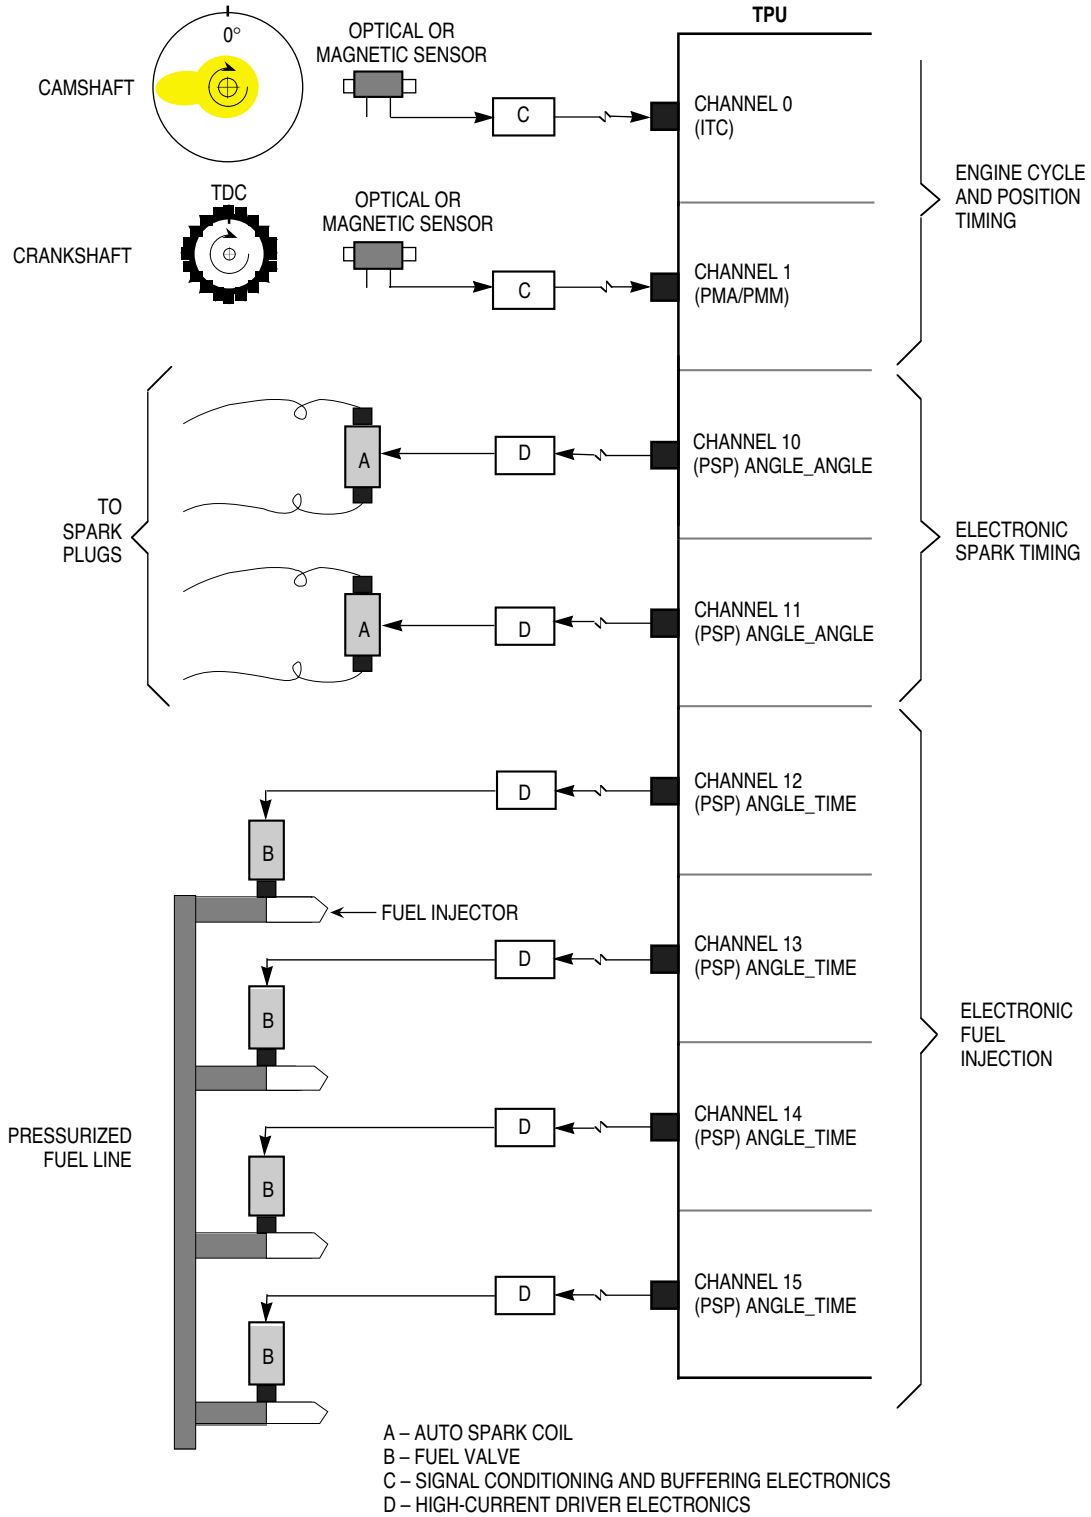 TPU
0°
OPTICAL OR
MAGNETIC SENSOR
CAMSHAFT
C
CHANNEL 0
(ITC)
ENGINE CYCLE
AND POSITION
TIMING
TDC
OPTICAL OR
MAGNETIC SENSOR
CRANKSHAFT
C
CHANNEL 1
(PMA/PMM)
A
D
CHANNEL 10
(PSP) ANGLE_ANGLE
TO
SPARK
PLUGS
ELECTRONIC
SPARK TIMING
A
D
CHANNEL 11
(PSP) ANGLE_ANGLE
D
CHANNEL 12
(PSP) ANGLE_TIME
B
FUEL INJECTOR
D
CHANNEL 13
(PSP) ANGLE_TIME
B
ELECTRONIC
FUEL
INJECTION
PRESSURIZED
FUEL LINE
D
CHANNEL 14
(PSP) ANGLE_TIME
B
D
CHANNEL 15
(PSP) ANGLE_TIME
B
A – AUTO SPARK COIL
B – FUEL VALVE
C – SIGNAL CONDITIONING AND BUFFERING ELECTRONICS
D – HIGH-CURRENT DRIVER ELECTRONICS